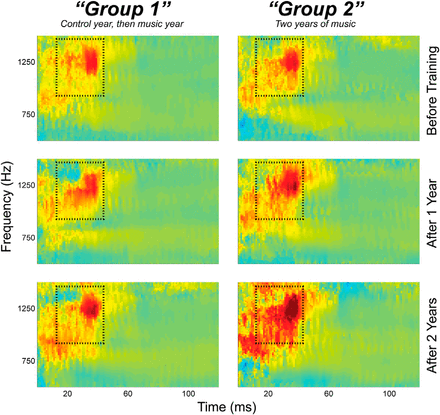 "Group 1" "Group 2"
Control year, then music year Two years of music
1250
750
Before Training
1250
750
After 1 Year
Frequency (Hz)
1250
750
After 2 Years
20 60 100 20 60 100
Time (ms)